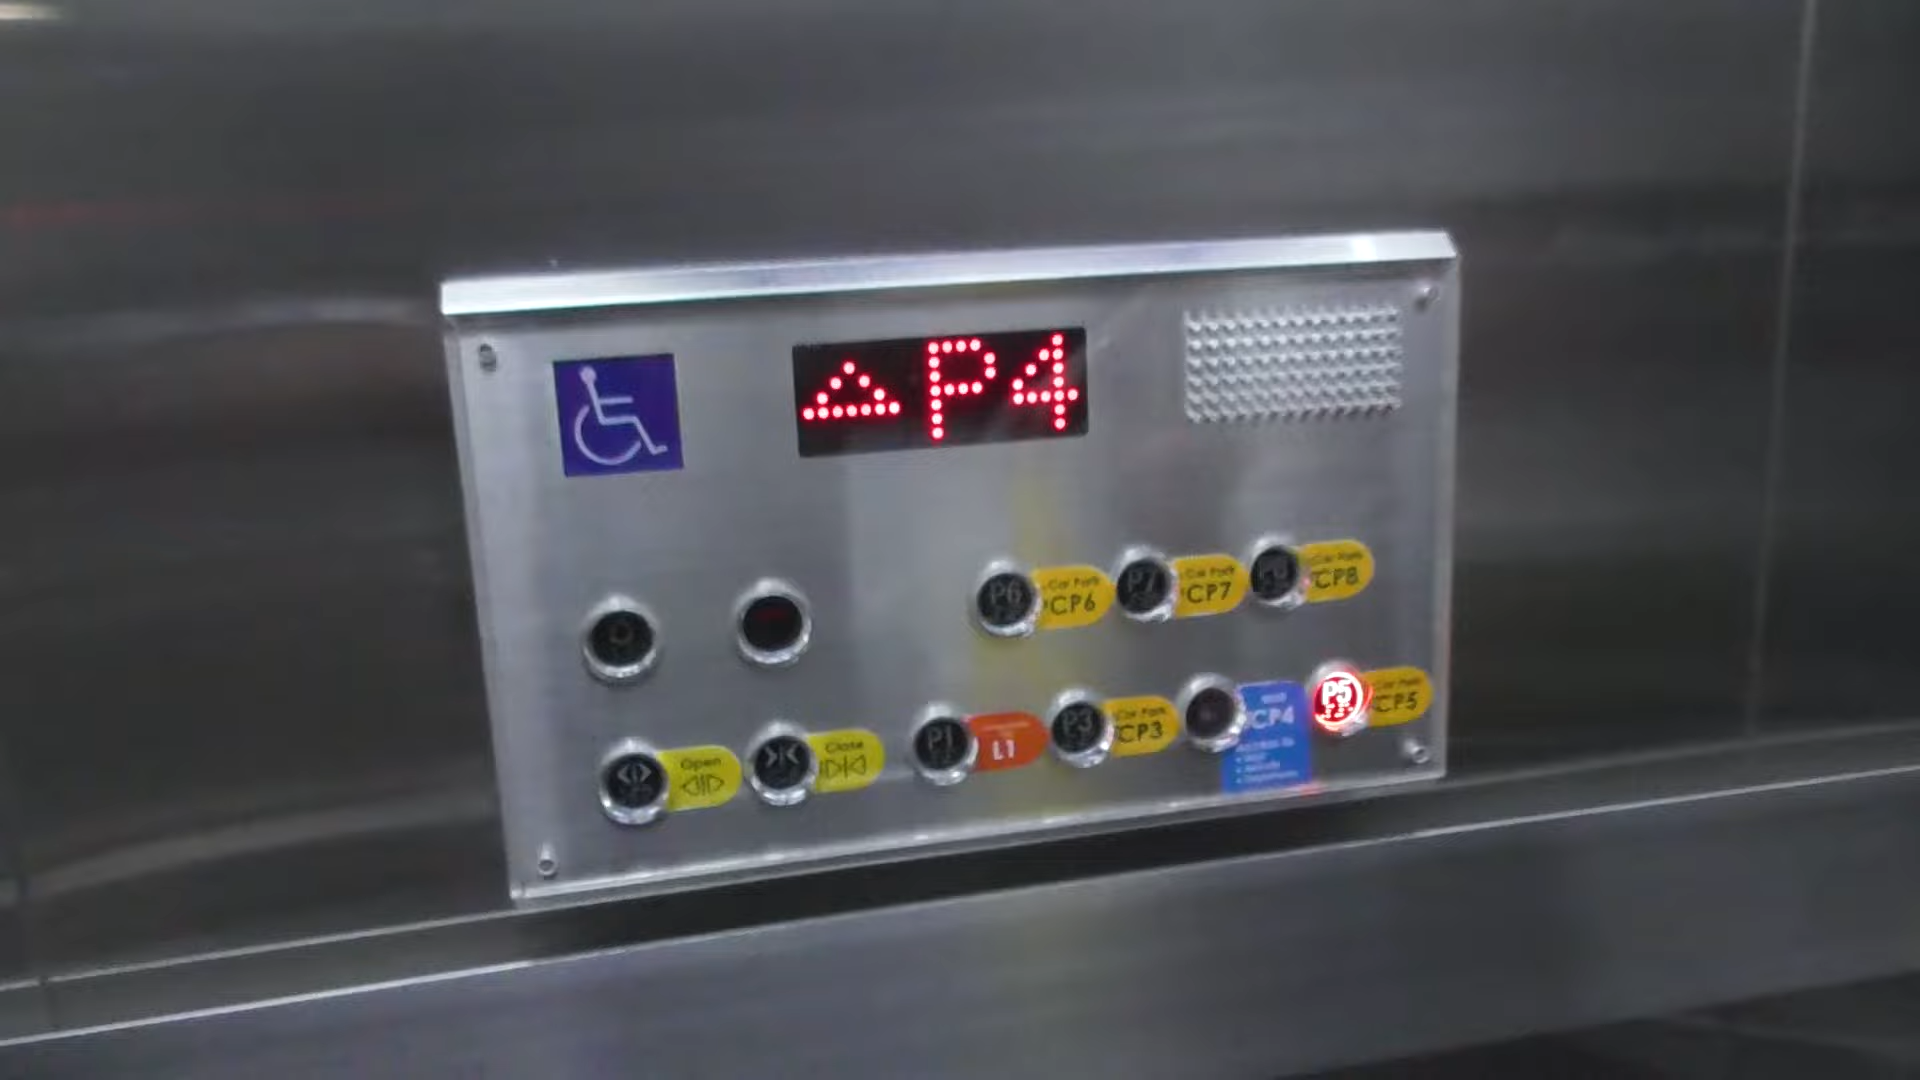 P4
P6
Car Park
CP6
P7
Car Park
CP7
P8
Car Park
CP8
Open
Close
P1
L1
P3
Car Park
CP3
CP4
P5
Car Park
CP5